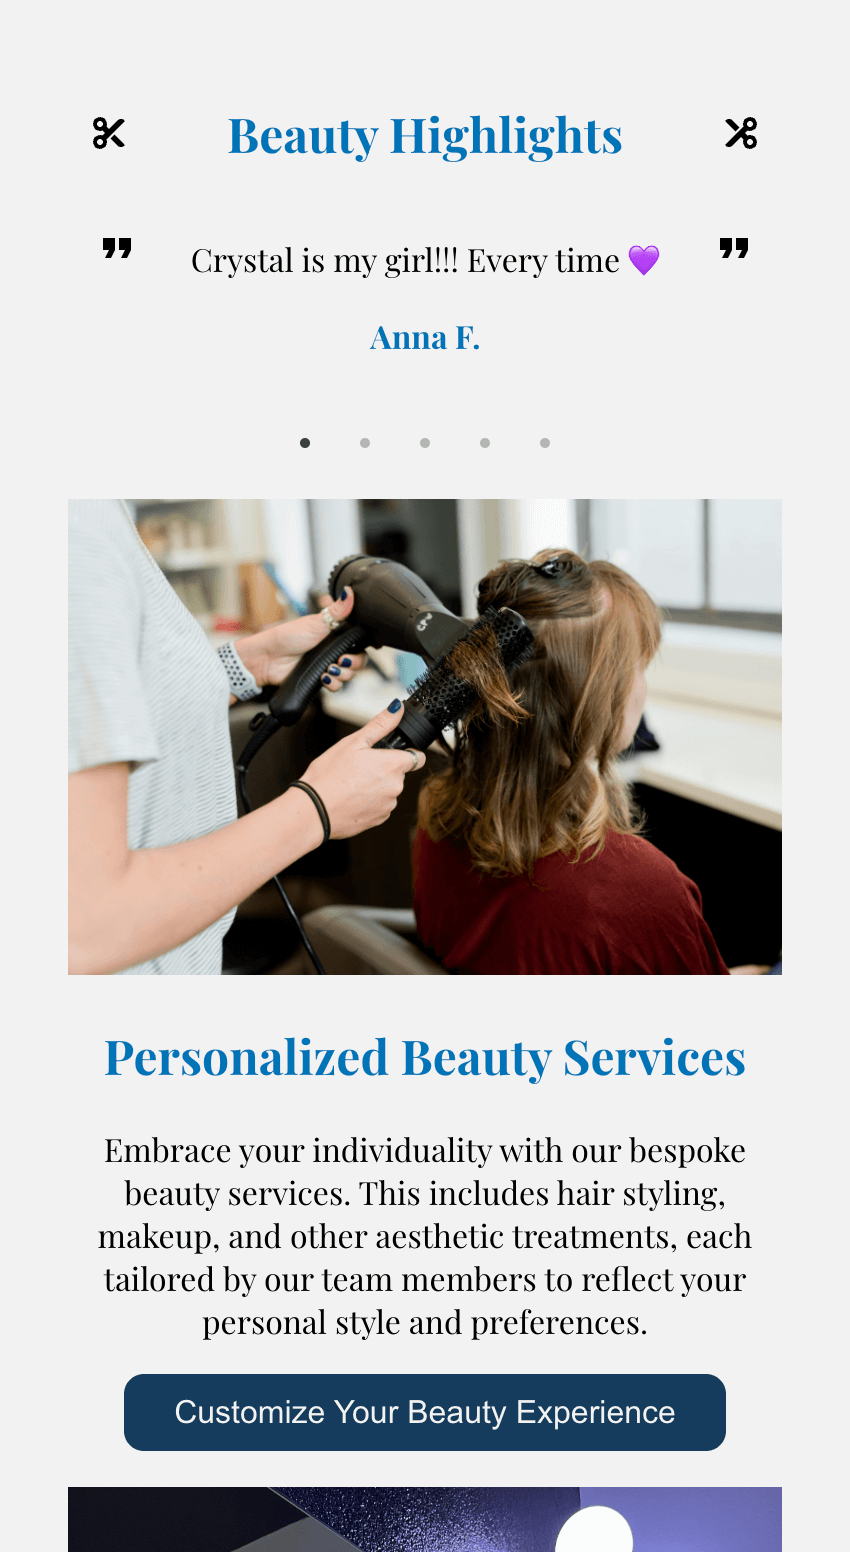 Beauty Highlights
” Crystal is my girl!!! Every time 💜 ”
Anna F.
Personalized Beauty Services
Embrace your individuality with our bespoke
beauty services. This includes hair styling,
makeup, and other aesthetic treatments, each
tailored by our team members to reflect your
personal style and preferences.
Customize Your Beauty Experience